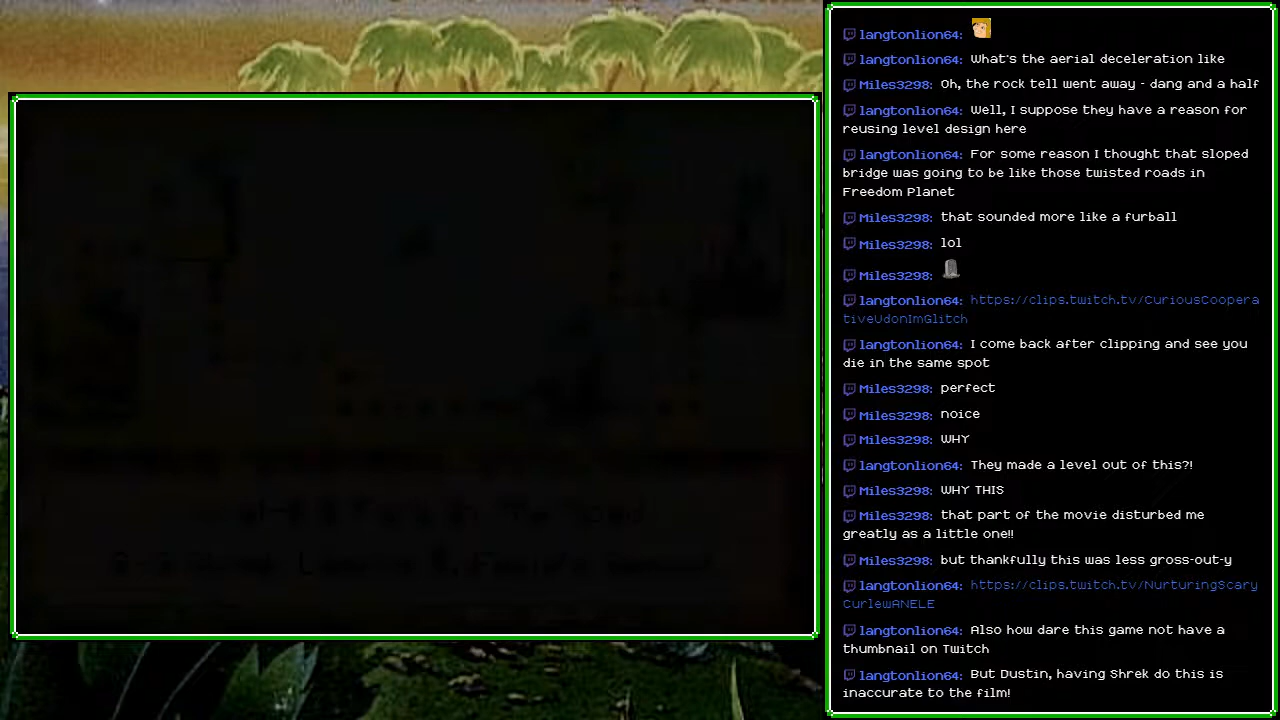 langtonlion64:
langtonlion64: What's the aerial deceleration like
Miles3298: Oh, the rock tell went away - dang and a half
langtonlion64: Well, I suppose they have a reason for
reusing level design here
langtonlion64: For some reason I thought that sloped
bridge was going to be like those twisted roads in
Freedom Planet
Miles3298: that sounded more like a furball
Miles3298: lol
Miles3298:
langtonlion64: https://clips.twitch.tv/CuriousCoopera
tiveUdonImGlitch
langtonlion64: I come back after clipping and see you
die in the same spot
Miles3298: perfect
Miles3298: noice
Miles3298: WHY
langtonlion64: They made a level out of this?!
Miles3298: WHY THIS
Miles3298: that part of the movie disturbed me
greatly as a little one!!
Miles3298: but thankfully this was less gross-out-y
langtonlion64: https://clips.twitch.tv/NurturingScary
CurlewANELE
langtonlion64: Also how dare this game not have a
thumbnail on Twitch
langtonlion64: But Dustin, having Shrek do this is
inaccurate to the film!